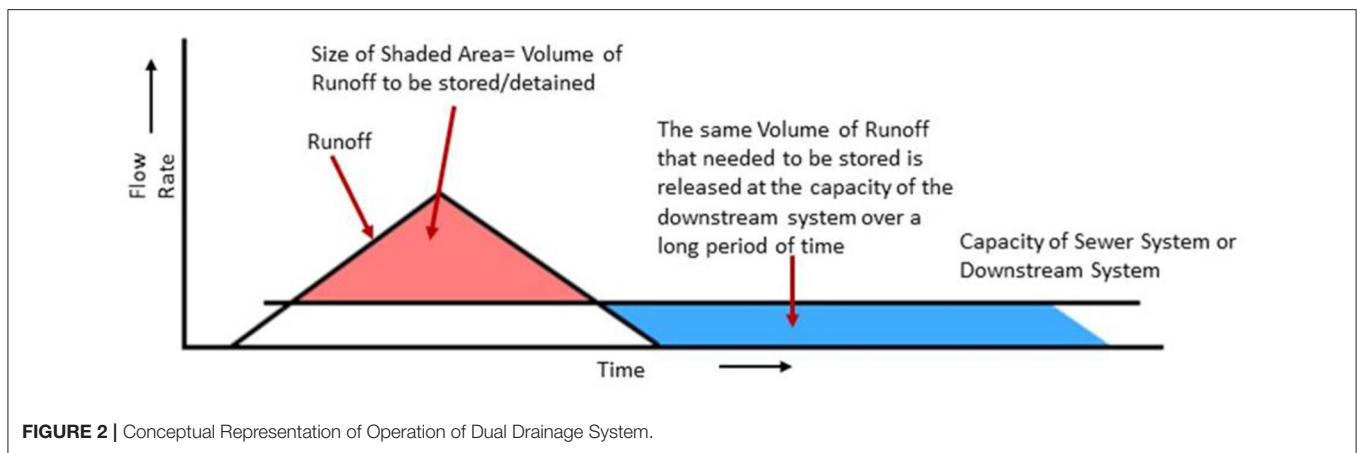 Size of Shaded Area= Volume of
Runoff to be stored/detained
Runoff
Flow
Rate
The same Volume of Runoff
that needed to be stored is
released at the capacity of the
downstream system over a
long period of time
Capacity of Sewer System or
Downstream System
Time
FIGURE 2 | Conceptual Representation of Operation of Dual Drainage System.